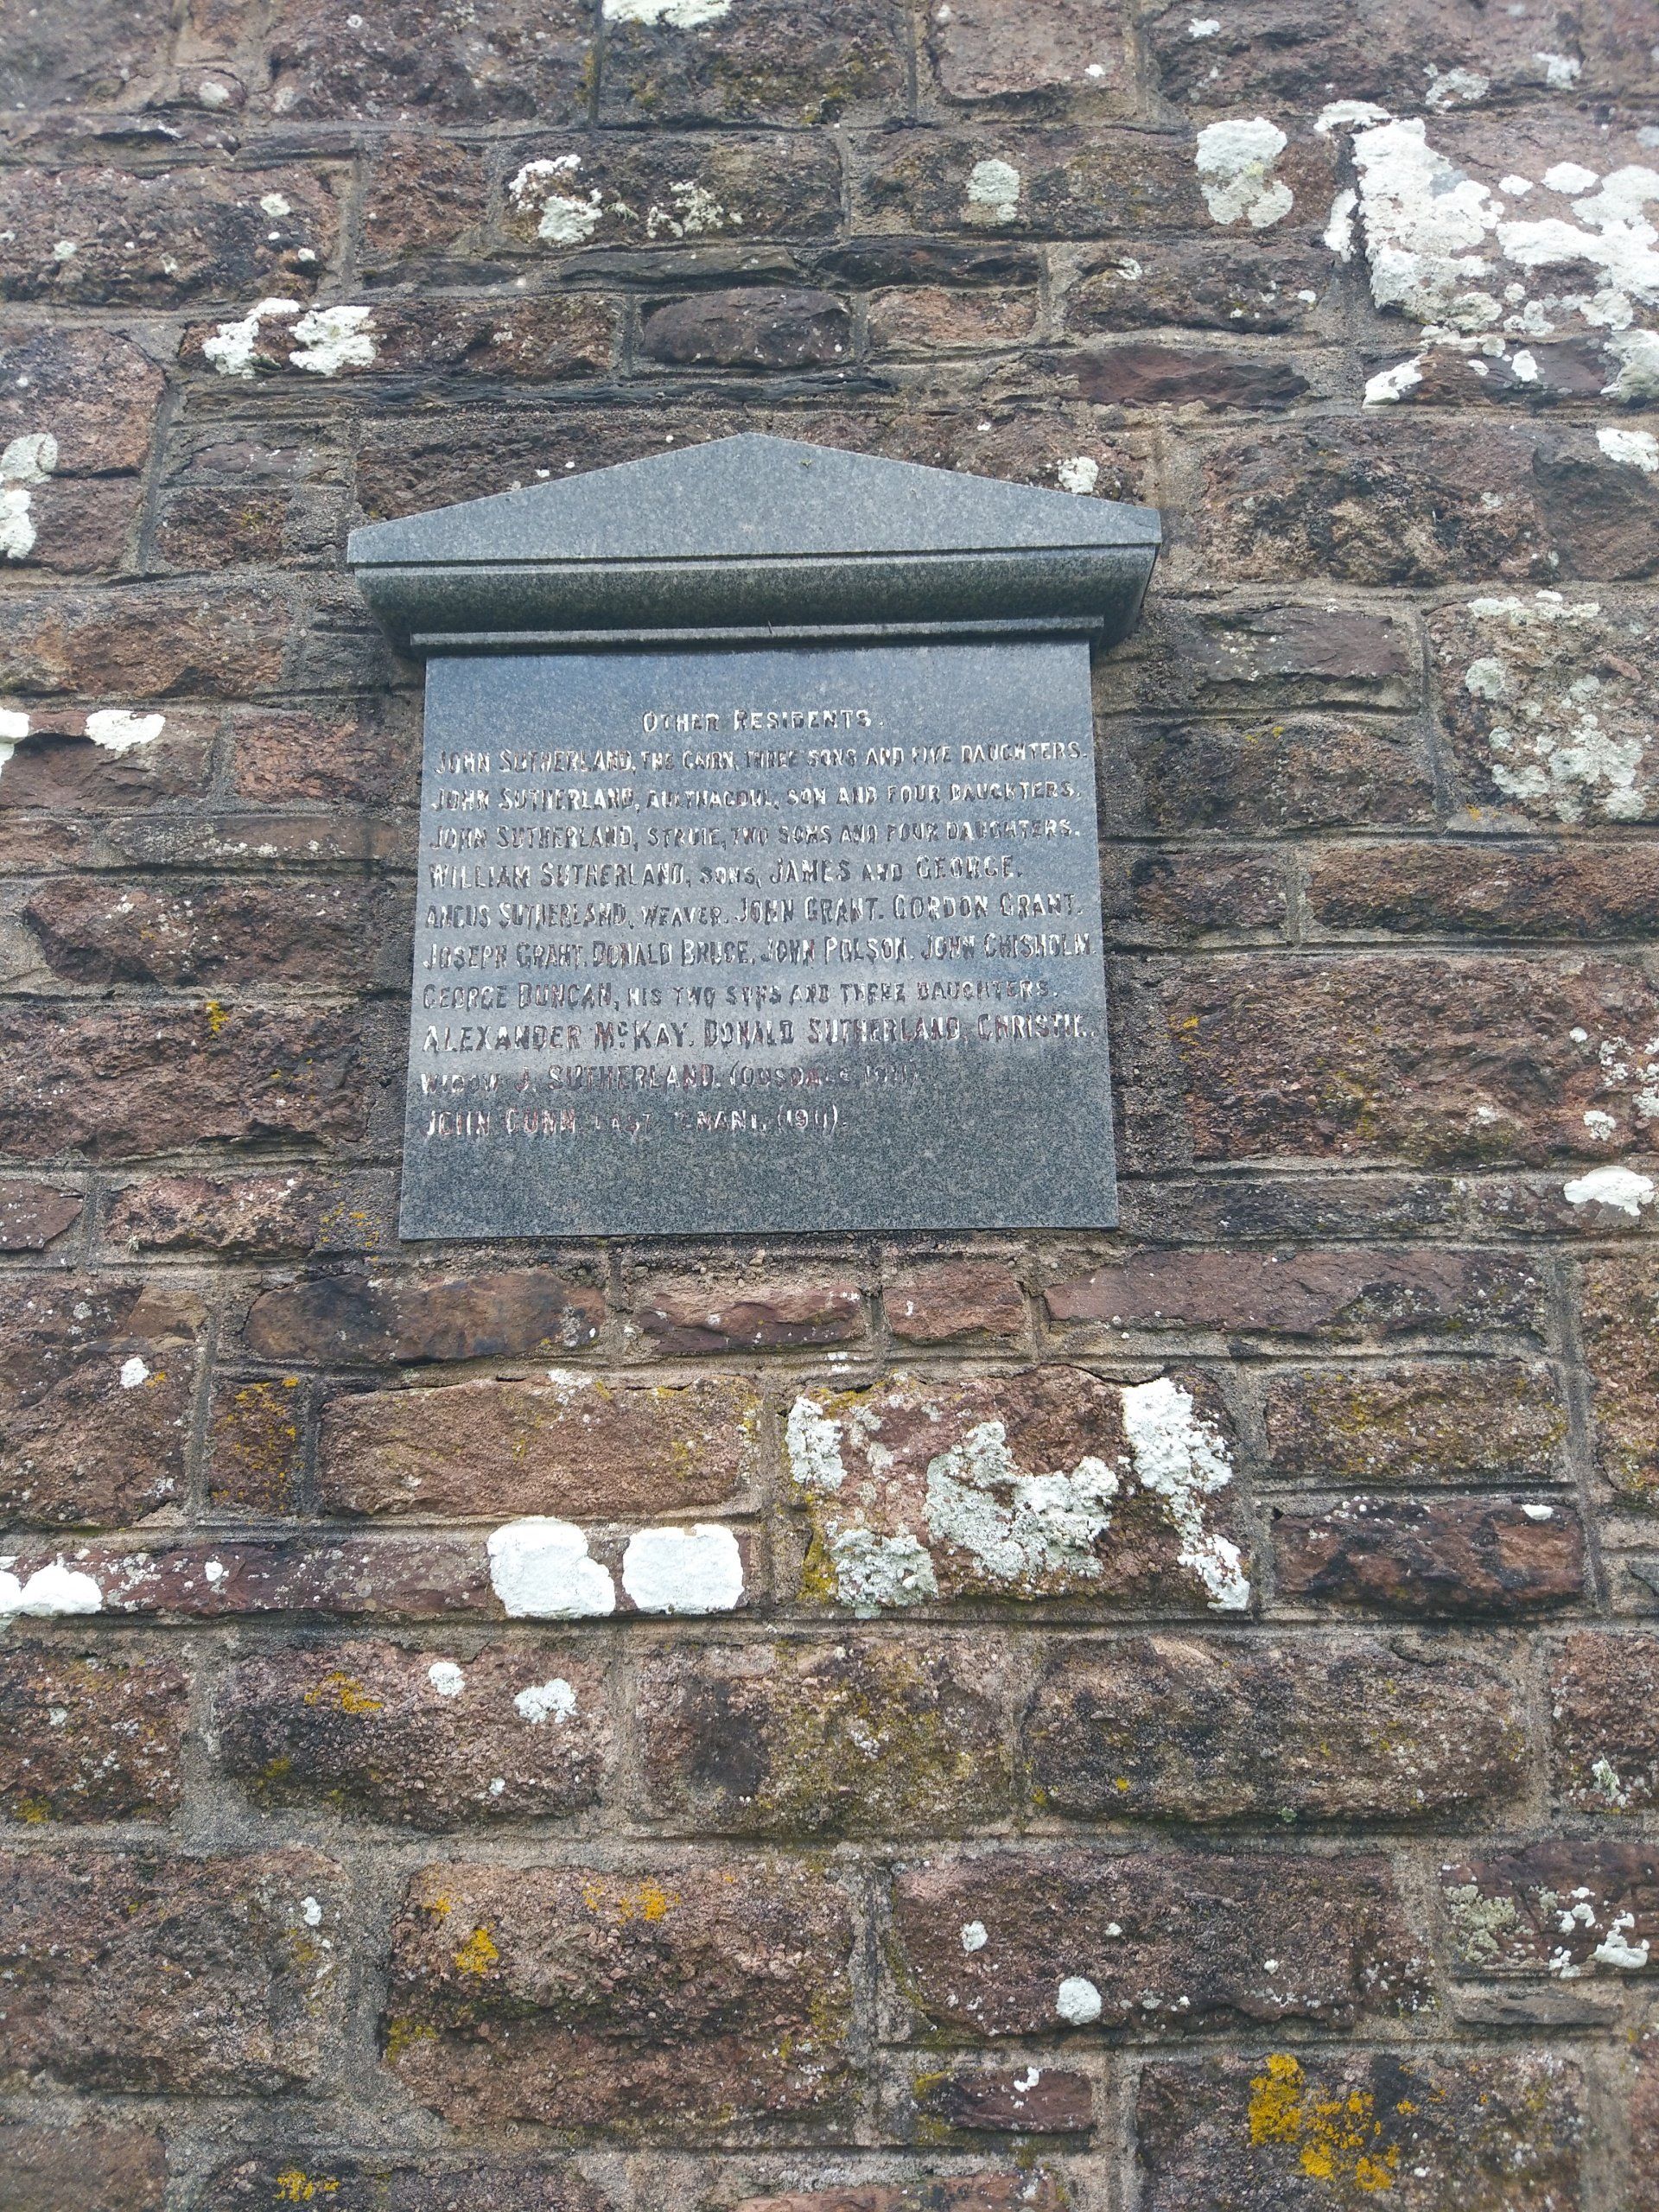 OTHER RESIDENTS.
JOHN SUTHERLAND, THE CAIRN, THREE SONS AND FIVE DAUGHTERS.
JOHN SUTHERLAND, SON AND FOUR DAUGHTERS.
JOHN SUTHERLAND, STRUIE, TWO SONS AND FOUR DAUGHTERS.
WILLIAM SUTHERLAND, SONS, JAMES AND GEORGE.
ANGUS SUTHERLAND, WEAVER. JOHN GRANT. GORDON GRANT.
JOSEPH GRANT. DONALD BRUCE, JOHN POLSON. JOHN CHISHOLM.
GEORGE DUNCAN, HIS TWO SONS AND THREE DAUGHTERS.
ALEXANDER McKAY. DONALD SUTHERLAND. CHRISTIE.
WIDOW J. SUTHERLAND.
JOHN GUNN LAST TENANT, (1911).